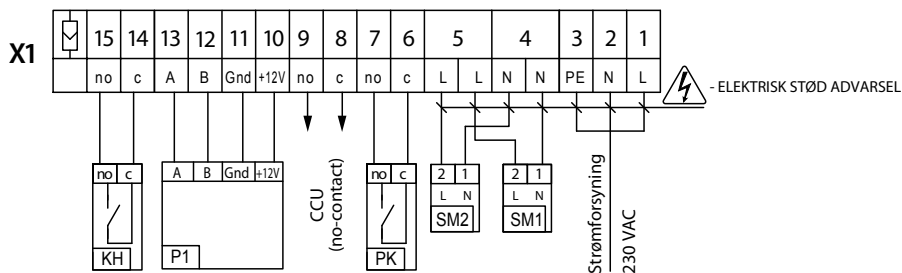 X1
15 14 13 12 11 10 9 8 7 6 5 4 3 2 1
no c A B Gnd +12V no c no c L L N N PE N L
- ELEKTRISK STØD ADVARSEL
no c
KH
A B Gnd +12V
P1
CCU
(no-contact)
no c
PK
2 1
L N
SM2
2 1
L N
SM1
Strømforsyning
230 VAC